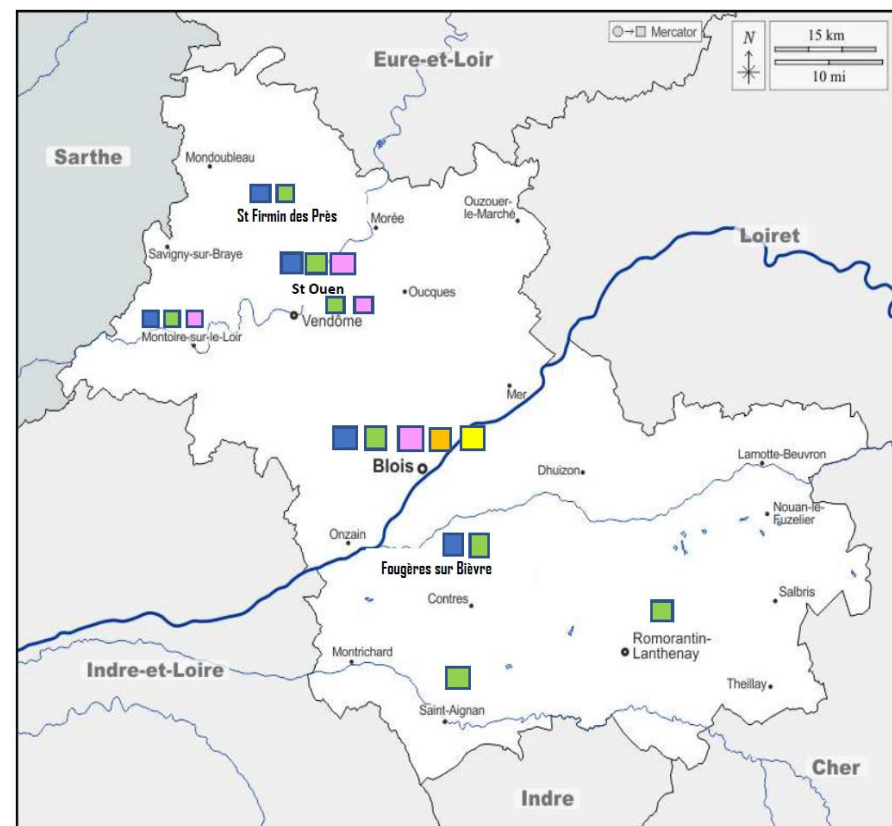 Eure-et-Loir
○→□ Mercator
N
15 km
10 mi
Sarthe
Mondoubleau
St Firmin des Près
Morée
Ouzouer-
le-Marché
Loiret
Savigny-sur-Braye
St Ouen
Oucques
Vendôme
Montoire-sur-le-Loir
Mer
Blois
Dhuizon
Lamotte-Beuvron
Nouan-le-
Fuzelier
Onzain
Fougères sur Bièvre
Contres
Salbris
Romorantin-
Lanthenay
Montrichard
Indre-et-Loire
Theillay
Saint-Aignan
Cher
Indre